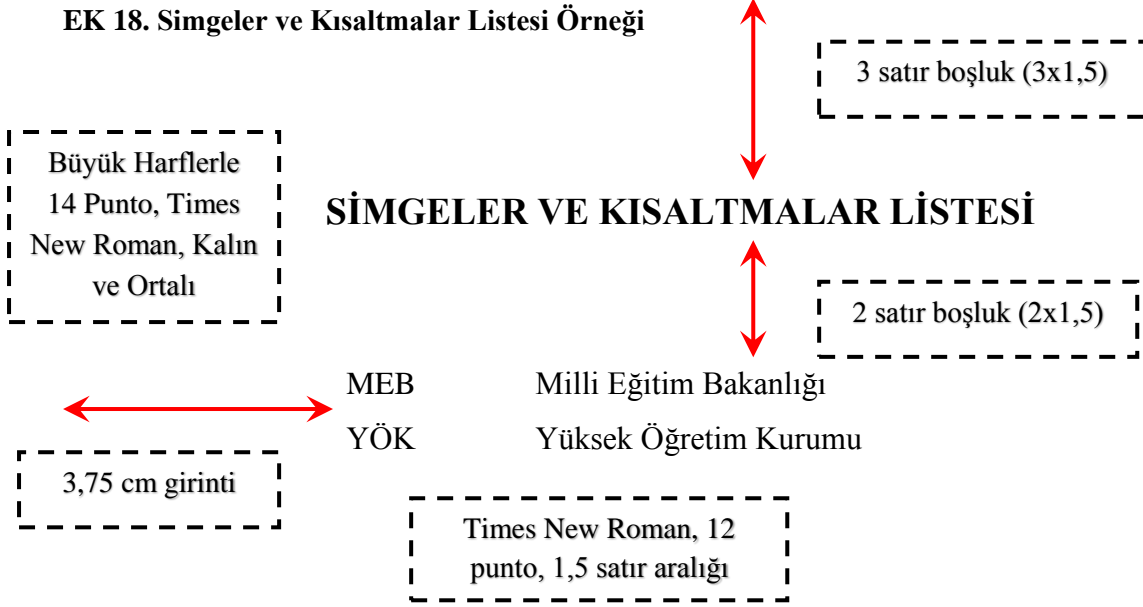 EK 18. Simgeler ve Kısaltmalar Listesi Örneği
3 satır boşluk (3x1,5)
Büyük Harflerle
14 Punto, Times
New Roman, Kalın
ve Ortalı
SİMGELER VE KISALTMALAR LİSTESİ
2 satır boşluk (2x1,5)
MEB Milli Eğitim Bakanlığı
YÖK Yüksek Öğretim Kurumu
3,75 cm girinti
Times New Roman, 12
punto, 1,5 satır aralığı